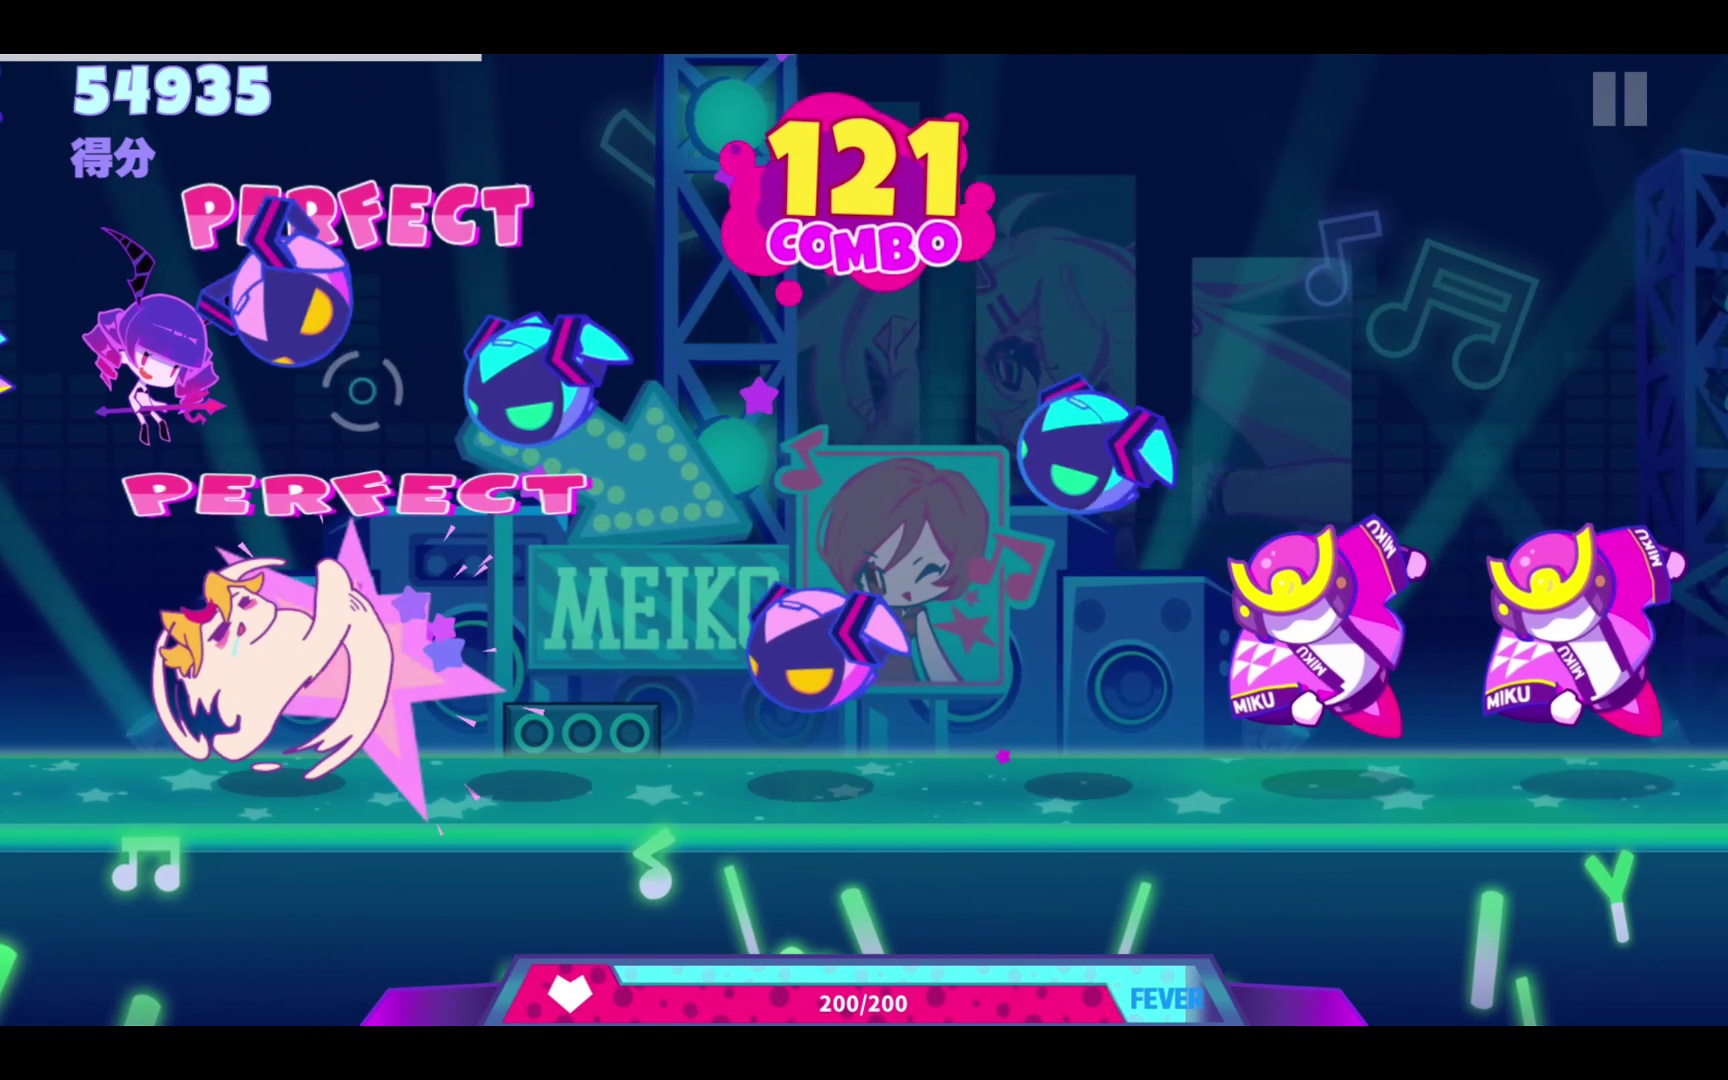 54935
得分
PERFECT
121
COMBO
PERFECT
MEIKO
MIKU
MIKU
MIKU
MIKU
MIKU
MIKU
200/200
FEVER